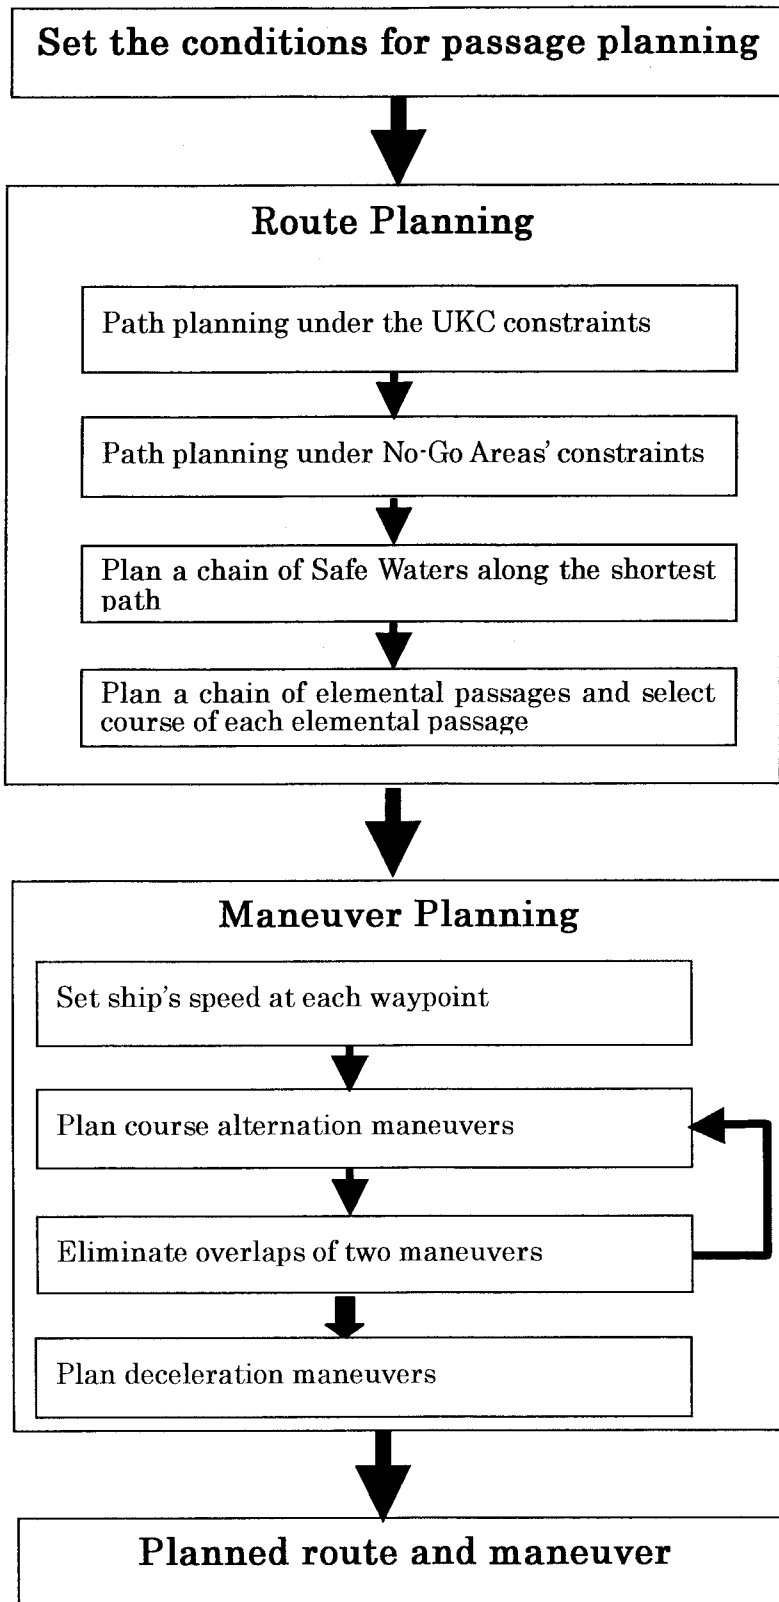 Set the conditions for passage planning
Route Planning
Path planning under the UKC constraints
Path planning under No-Go Areas' constraints
Plan a chain of Safe Waters along the shortest
path
Plan a chain of elemental passages and select
course of each elemental passage
Maneuver Planning
Set ship's speed at each waypoint
Plan course alternation maneuvers
Eliminate overlaps of two maneuvers
Plan deceleration maneuvers
Planned route and maneuver